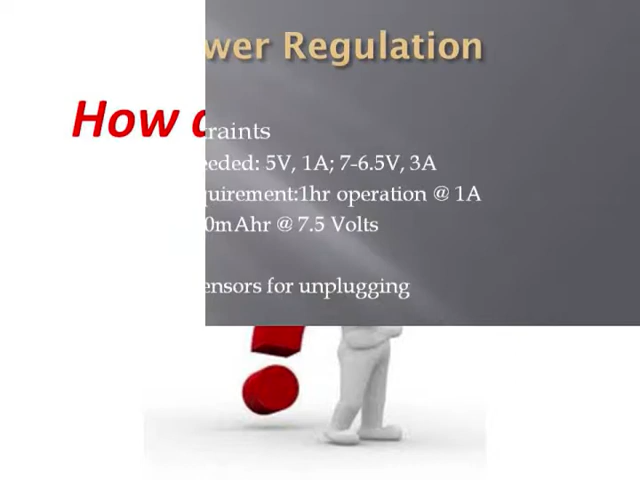 wer Regulation
How
raints
eeded: 5V, 1A; 7-6.5V, 3A
quirement:1hr operation @ 1A
0mAhr @ 7.5 Volts
ensors for unplugging